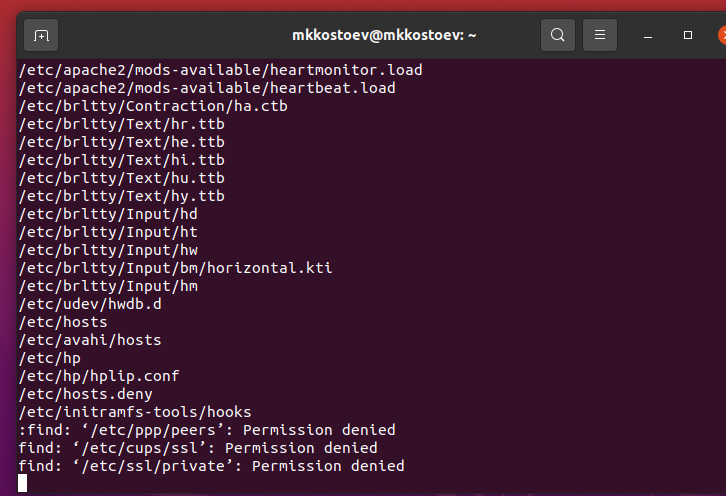 mkkostoev@mkkostoev: ~
/etc/apache2/mods-available/heartmonitor.load
/etc/apache2/mods-available/heartbeat.load
/etc/brltty/Contraction/ha.ctb
/etc/brltty/Text/hr.ttb
/etc/brltty/Text/he.ttb
/etc/brltty/Text/hi.ttb
/etc/brltty/Text/hu.ttb
/etc/brltty/Text/hy.ttb
/etc/brltty/Input/hd
/etc/brltty/Input/ht
/etc/brltty/Input/hw
/etc/brltty/Input/bm/horizontal.kti
/etc/brltty/Input/hm
/etc/udev/hwdb.d
/etc/hosts
/etc/avahi/hosts
/etc/hp
/etc/hp/hplip.conf
/etc/hosts.deny
/etc/initramfs-tools/hooks
:find: ‘/etc/ppp/peers’: Permission denied
find: ‘/etc/cups/ssl’: Permission denied
find: ‘/etc/ssl/private’: Permission denied